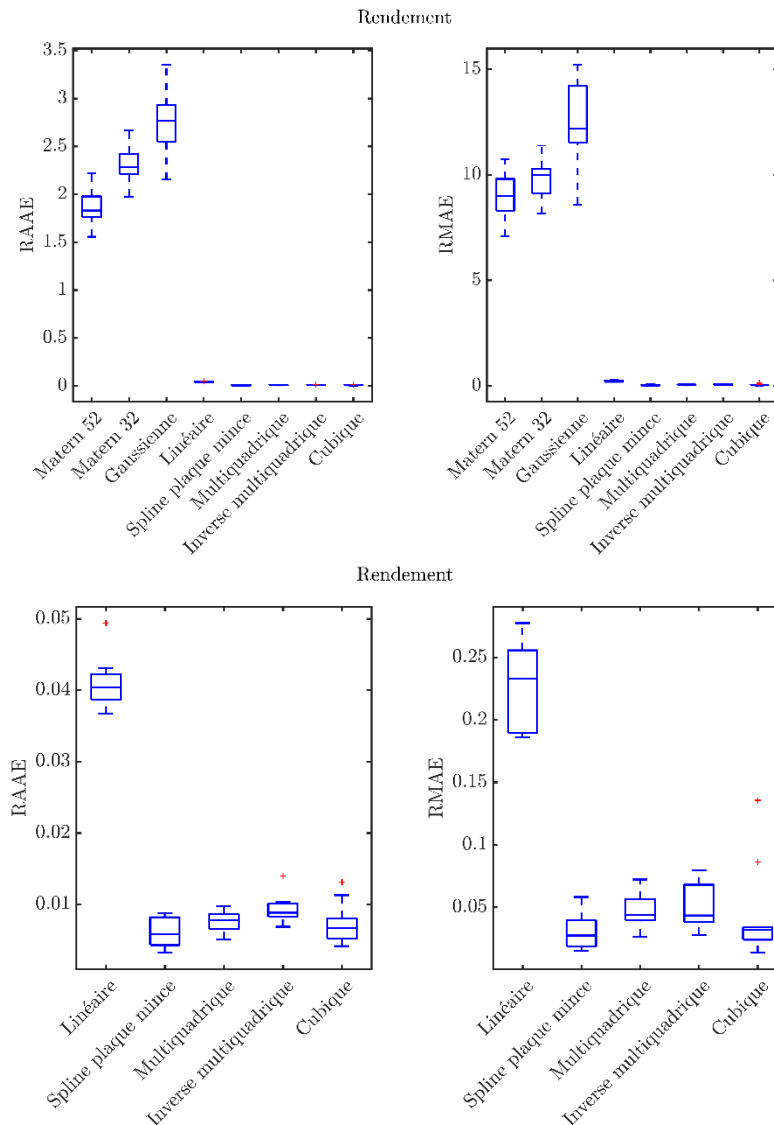 Rendement
3.5
3
2.5
2
1.5
1
0.5
0
RAAE
Matern 52
Matern 32
Gaussienne
Linéaire
Spline plaque mince
Multiquadrique
Inverse multiquadrique
Cubique
15
10
5
0
RMAE
Matern 52
Matern 32
Gaussienne
Linéaire
Spline plaque mince
Multiquadrique
Inverse multiquadrique
Cubique
Rendement
0.05
0.04
0.03
0.02
0.01
RAAE
Linéaire
Spline plaque mince
Multiquadrique
Inverse multiquadrique
Cubique
0.25
0.2
0.15
0.1
0.05
RMAE
Linéaire
Spline plaque mince
Multiquadrique
Inverse multiquadrique
Cubique